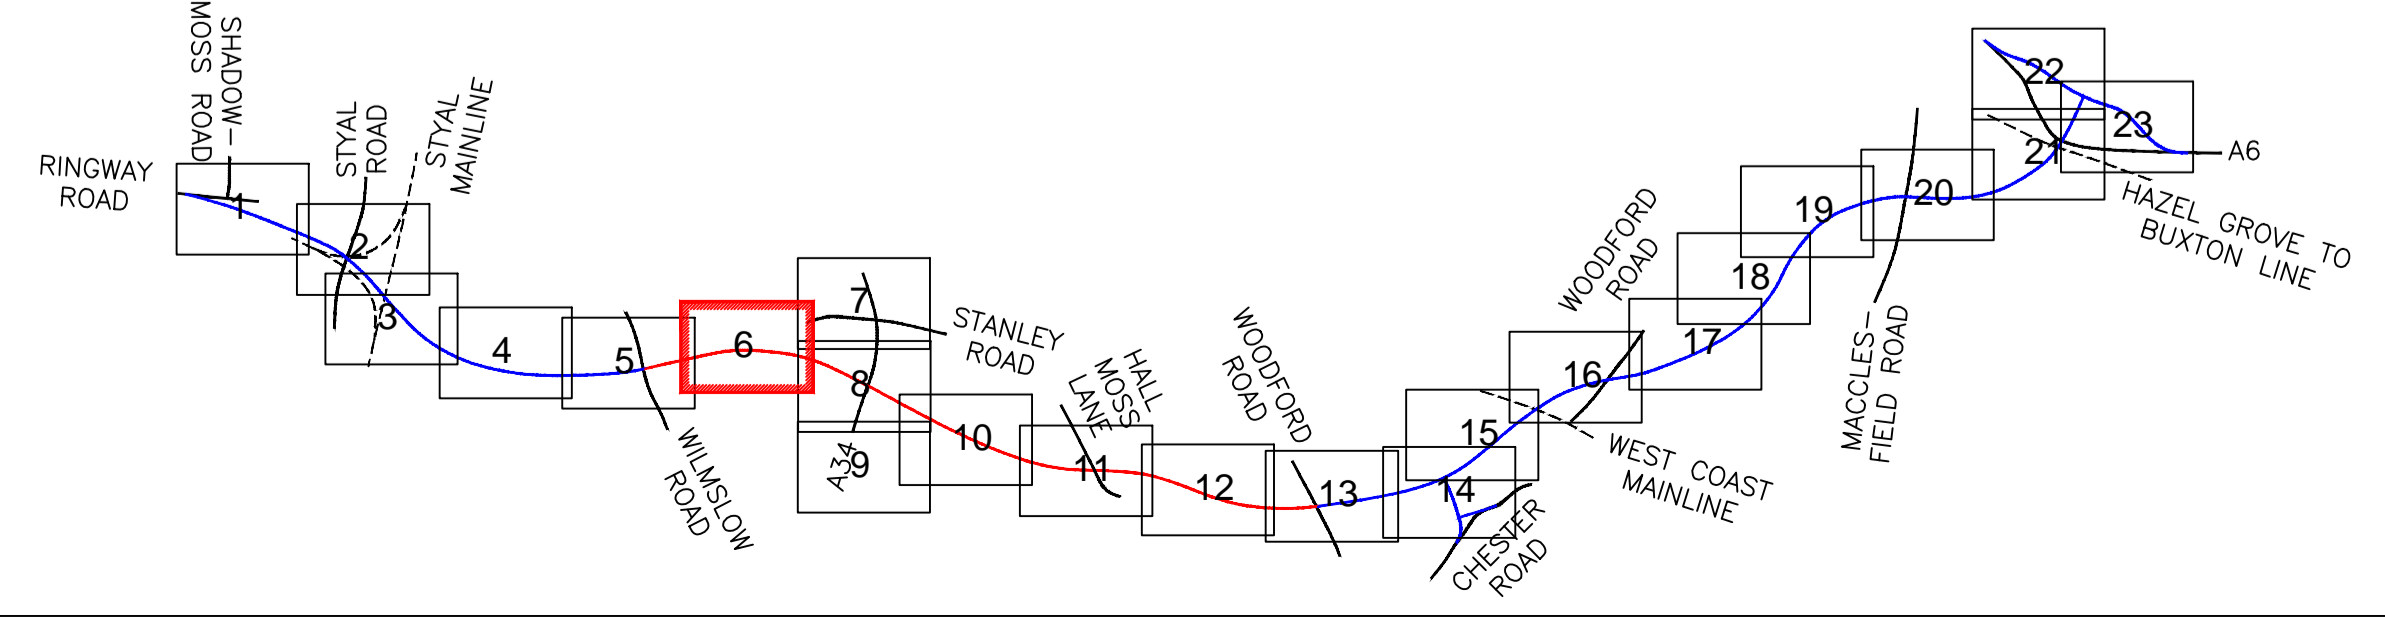 SHADOW-
MOSS ROAD
RINGWAY
ROAD
1
STYAL
ROAD
STYAL
MAINLINE
2
3
4
5
WILMSLOW
ROAD
6
7
STANLEY
ROAD
8
A34
9
10
HALL
MOSS
LANE
11
12
WOODFORD
ROAD
13
14
CHESTER
ROAD
15
WEST COAST
MAINLINE
16
WOODFORD
ROAD
17
18
19
MACCLES-
FIELD ROAD
20
21
22
23
A6
HAZEL GROVE TO
BUXTON LINE